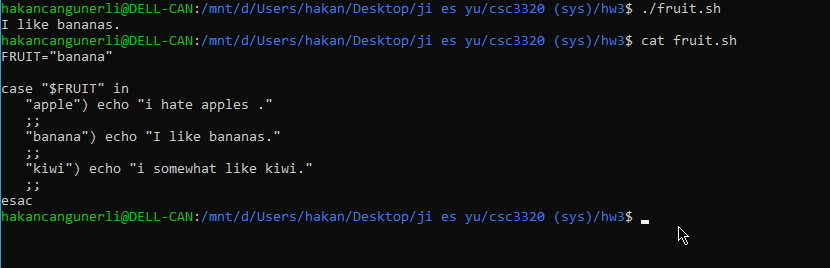 hakancangunerli@DELL-CAN:/mnt/d/Users/hakan/Desktop/ji es yu/csc3320 (sys)/hw3$ ./fruit.sh
I like bananas.
hakancangunerli@DELL-CAN:/mnt/d/Users/hakan/Desktop/ji es yu/csc3320 (sys)/hw3$ cat fruit.sh
FRUIT="banana"

case "$FRUIT" in
   "apple") echo "i hate apples ."
   ;;
   "banana") echo "I like bananas."
   ;;
   "kiwi") echo "i somewhat like kiwi."
   ;;
esac
hakancangunerli@DELL-CAN:/mnt/d/Users/hakan/Desktop/ji es yu/csc3320 (sys)/hw3$